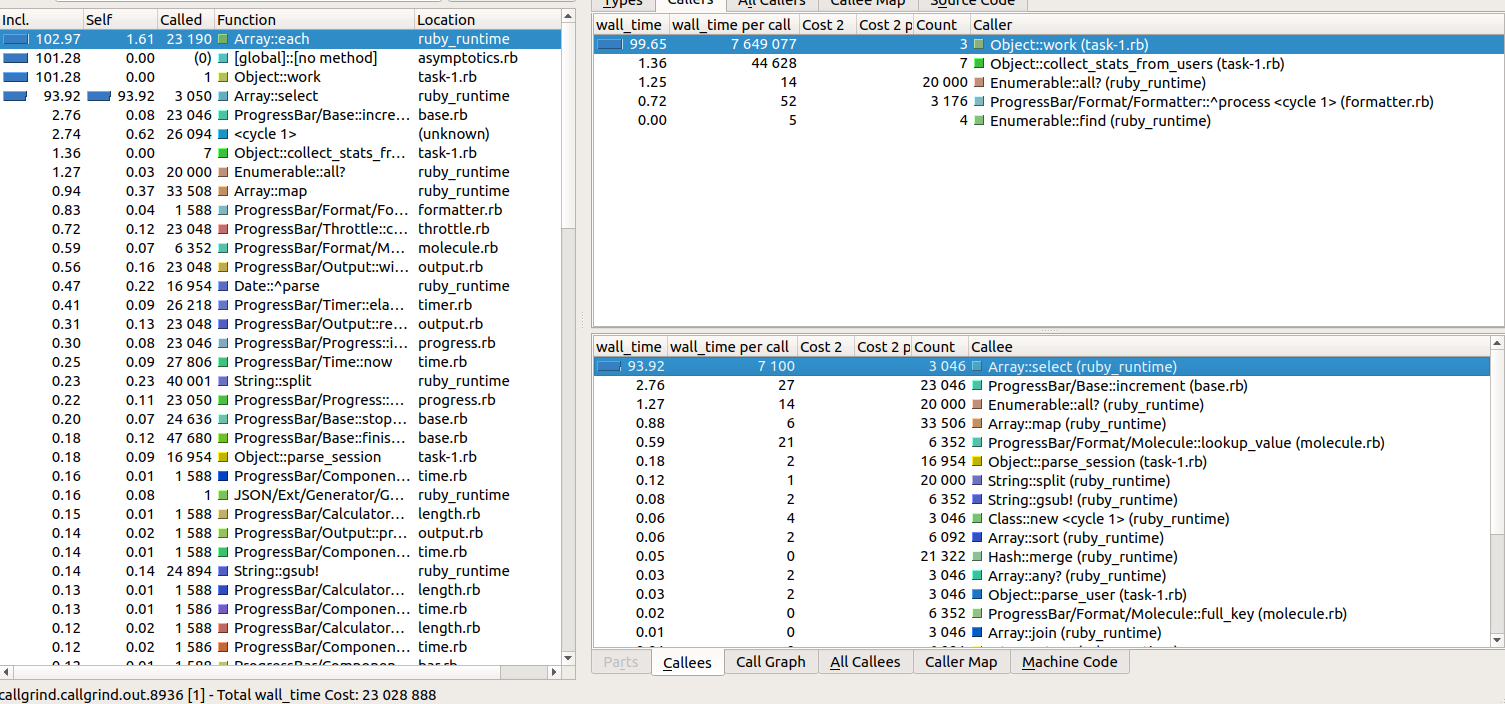 Incl. Self Called Function Location
102.97 1.61 23 190 Array::each ruby_runtime
101.28 0.00 (0) [global]::[no method] asymptotics.rb
101.28 0.00 1 Object::work task-1.rb
93.92 93.92 3 050 Array::select ruby_runtime
2.76 0.08 23 046 ProgressBar/Base::incre... base.rb
2.74 0.62 26 094 <cycle 1> (unknown)
1.36 0.00 7 Object::collect_stats_fr... task-1.rb
1.27 0.03 20 000 Enumerable::all? ruby_runtime
0.94 0.37 33 508 Array::map ruby_runtime
0.83 0.04 1 588 ProgressBar/Format/Fo... formatter.rb
0.72 0.12 23 048 ProgressBar/Throttle::c... throttle.rb
0.59 0.07 6 352 ProgressBar/Format/M... molecule.rb
0.56 0.16 23 048 ProgressBar/Output::wi... output.rb
0.47 0.22 16 954 Date::^parse ruby_runtime
0.41 0.09 26 218 ProgressBar/Timer::ela... timer.rb
0.31 0.13 23 048 ProgressBar/Output::re... output.rb
0.30 0.08 23 046 ProgressBar/Progress::i... progress.rb
0.25 0.09 27 806 ProgressBar/Time::now time.rb
0.23 0.23 40 001 String::split ruby_runtime
0.22 0.11 23 050 ProgressBar/Progress::... progress.rb
0.20 0.07 24 636 ProgressBar/Base::stop... base.rb
0.18 0.12 47 680 ProgressBar/Base::finis... base.rb
0.18 0.09 16 954 Object::parse_session task-1.rb
0.16 0.01 1 588 ProgressBar/Componen... time.rb
0.16 0.08 1 JSON/Ext/Generator/G... ruby_runtime
0.15 0.01 1 588 ProgressBar/Calculator... length.rb
0.14 0.02 1 588 ProgressBar/Output::pr... output.rb
0.14 0.01 1 588 ProgressBar/Componen... time.rb
0.14 0.14 24 894 String::gsub! ruby_runtime
0.13 0.01 1 588 ProgressBar/Calculator... length.rb
0.13 0.01 1 586 ProgressBar/Componen... time.rb
0.12 0.02 1 588 ProgressBar/Calculator... length.rb
0.12 0.02 1 586 ProgressBar/Componen... time.rb
0.12 0.01 1 588 ProgressBar/Componen... bar.rb
Types Callers All Callers Callee Map Source Code
wall_time wall_time per call Cost 2 Cost 2 p Count Caller
99.65 7 649 077 3 Object::work (task-1.rb)
1.36 44 628 7 Object::collect_stats_from_users (task-1.rb)
1.25 14 20 000 Enumerable::all? (ruby_runtime)
0.72 52 3 176 ProgressBar/Format/Formatter::^process <cycle 1> (formatter.rb)
0.00 5 4 Enumerable::find (ruby_runtime)
wall_time wall_time per call Cost 2 Cost 2 p Count Callee
93.92 7 100 3 046 Array::select (ruby_runtime)
2.76 27 23 046 ProgressBar/Base::increment (base.rb)
1.27 14 20 000 Enumerable::all? (ruby_runtime)
0.88 6 33 506 Array::map (ruby_runtime)
0.59 21 6 352 ProgressBar/Format/Molecule::lookup_value (molecule.rb)
0.18 2 16 954 Object::parse_session (task-1.rb)
0.12 1 20 000 String::split (ruby_runtime)
0.08 2 6 352 String::gsub! (ruby_runtime)
0.06 4 3 046 Class::new <cycle 1> (ruby_runtime)
0.06 2 6 092 Array::sort (ruby_runtime)
0.05 0 21 322 Hash::merge (ruby_runtime)
0.03 2 3 046 Array::any? (ruby_runtime)
0.03 2 3 046 Object::parse_user (task-1.rb)
0.02 0 6 352 ProgressBar/Format/Molecule::full_key (molecule.rb)
0.01 0 3 046 Array::join (ruby_runtime)
Parts Callees Call Graph All Callees Caller Map Machine Code
callgrind.callgrind.out.8936 [1] - Total wall_time Cost: 23 028 888